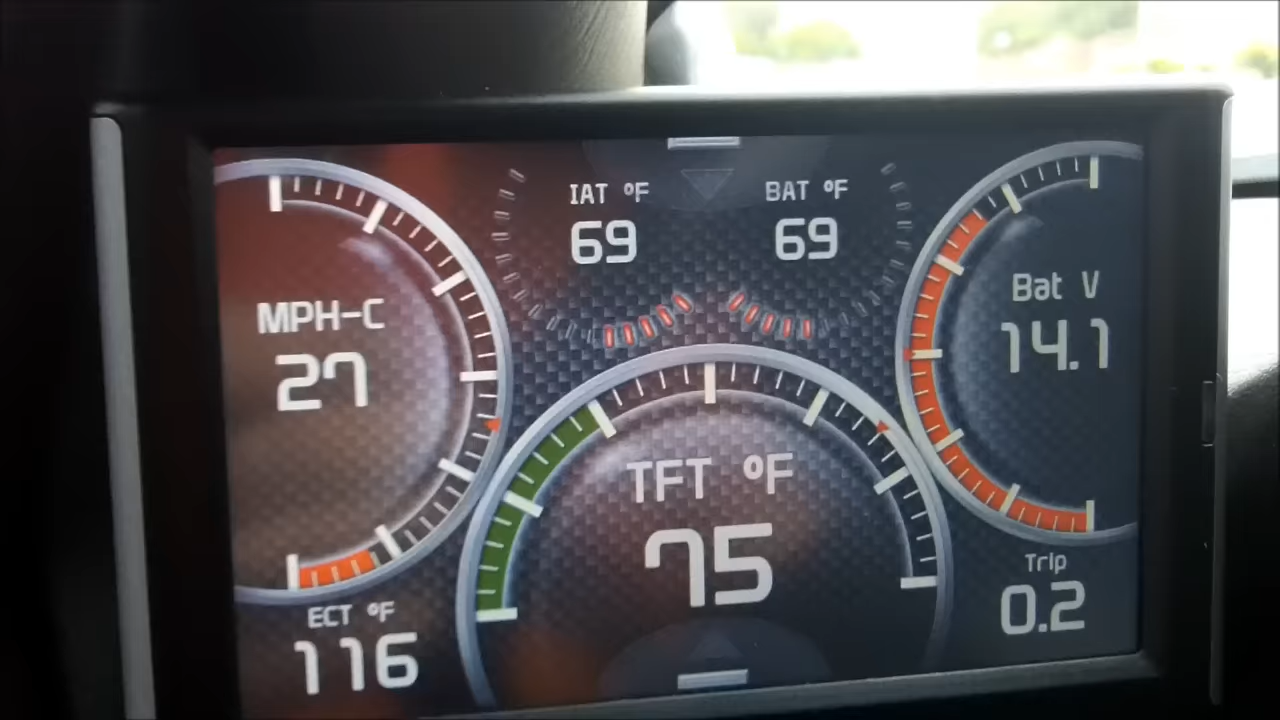 IAT °F
69
BAT °F
69
MPH-C
27
Bat V
14.1
TFT °F
75
ECT °F
116
Trip
0.2